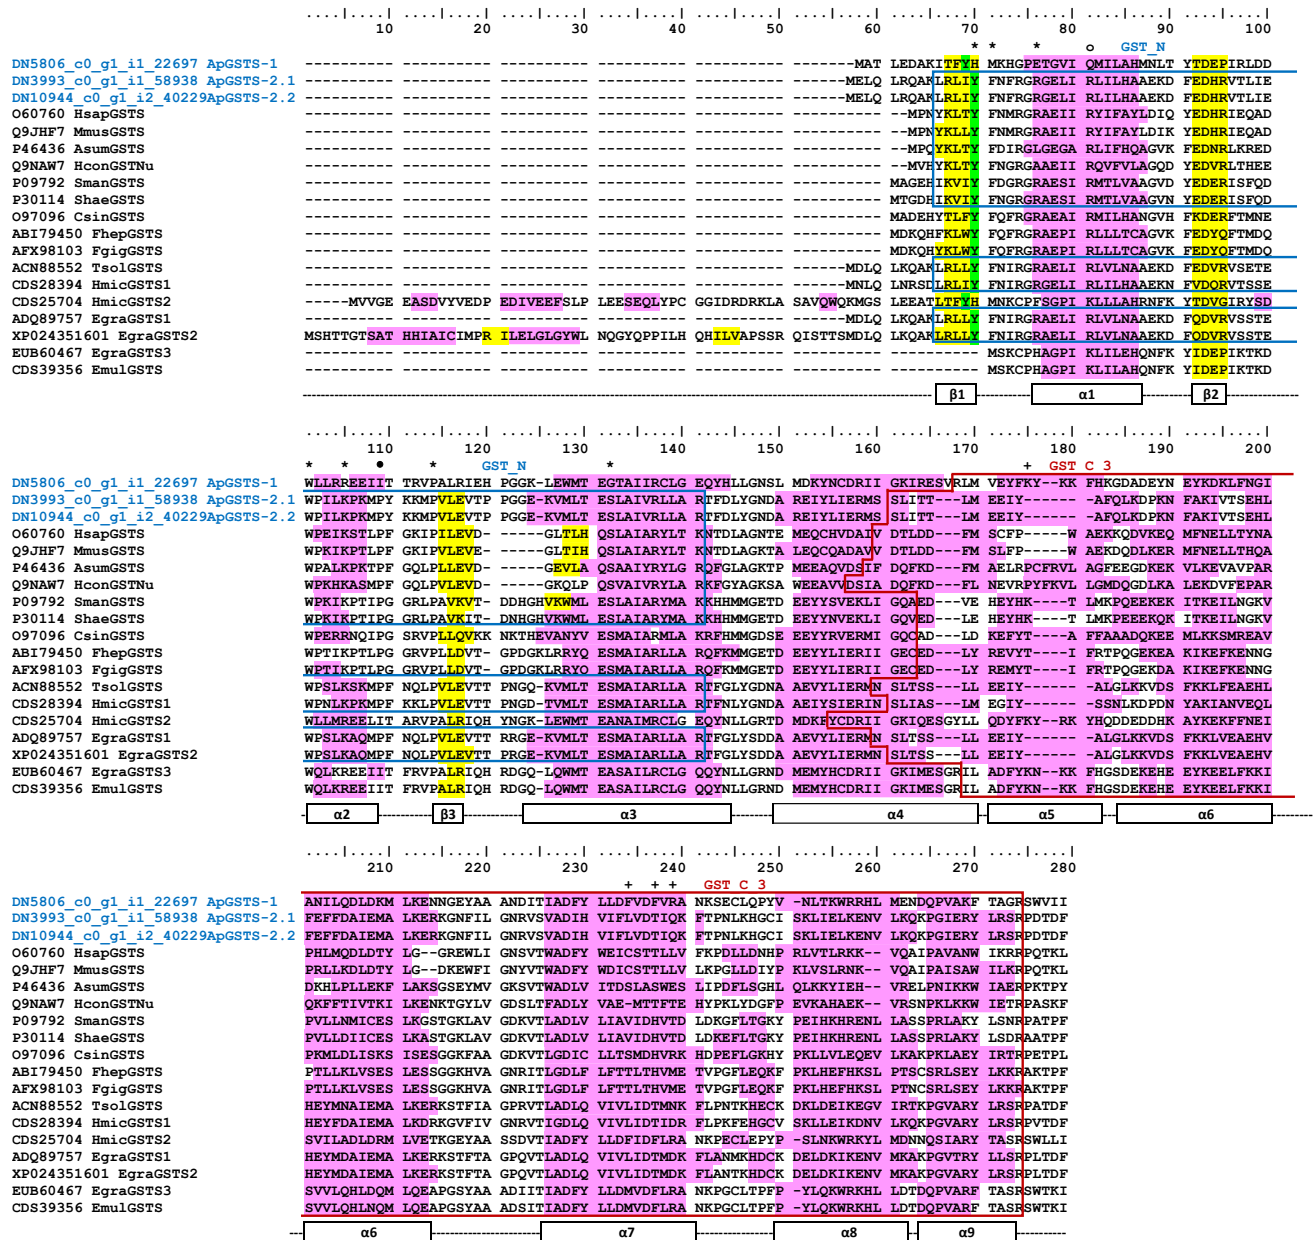 10 20 30 40 50 60 70 80 90 100
* * * o GST_N
DN5806_c0_g1_i1_22697 ApGSTS-1 ---------- ---------- ---------- ---------- ---------- -------MAT LEDAKITFYH MKHGPETGVI QMILAHMNLT YTDEPIRLDD
DN3993_c0_g1_i1_58938 ApGSTS-2.1 ---------- ---------- ---------- ---------- ---------- ------MELQ LRQAKLRLIY FNFRGRGELI RLILHAAEKD FEDHRVTLIE
DN10944_c0_g1_i2_40229ApGSTS-2.2 ---------- ---------- ---------- ---------- ---------- ------MELQ LRQAKLRLIY FNFRGRGELI RLILHAAEKD FEDHRVTLIE
O60760 HsapGSTS ---------- ---------- ---------- ---------- ---------- ---------- --MPNYKLTY FNMRGRAEII RYIFAYLDIQ YEDHRIEQAD
Q9JHF7 MmusGSTS ---------- ---------- ---------- ---------- ---------- ---------- --MPNYKLLY FNMRGRAEII RYIFAYLDIK YEDHRIEQAD
P46436 AsumGSTS ---------- ---------- ---------- ---------- ---------- ---------- --MPQYKLTY FDIRGLGEGA RLIFHQAGVK FEDNRLKRED
Q9NAW7 HconGSTNu ---------- ---------- ---------- ---------- ---------- ---------- --MVHYKLTY FNGRGAAEII RQVFVLAGQD YEDVRLTHEE
P09792 SmanGSTS ---------- ---------- ---------- ---------- ---------- ---------- MAGEHIKVIY FDGRGRAESI RMTLVAAGVD YEDERISFQD
P30114 ShaeGSTS ---------- ---------- ---------- ---------- ---------- ---------- MTGDHIKVIY FNGRGRAESI RMTLVAAGVN YEDERISFQD
O97096 CsinGSTS ---------- ---------- ---------- ---------- ---------- ---------- MADEHYTLFY FQFRGRAEAI RMILHANGVH FKDERFTMNE
ABI79450 FhepGSTS ---------- ---------- ---------- ---------- ---------- ---------- MDKQHFKLWY FQFRGRAEPI RLLLTCAGVK FEDYQFTMDQ
AFX98103 FgigGSTS ---------- ---------- ---------- ---------- ---------- ---------- MDKQHYKLWY FQFRGRAEPI RLLLTCAGVK FEDYQFTMDQ
ACN88552 TsolGSTS ---------- ---------- ---------- ---------- ---------- ------MDLQ LKQAKLRLLY FNIRGRAELI RLVLNAAEKD FEDVRVSSTE
CDS28394 HmicGSTS1 ---------- ---------- ---------- ---------- ---------- ------MNLQ LNRSDLRLLY FNIRGRAELI RLVLNAAEKN FVDQRVTSSE
CDS25704 HmicGSTS2 -----MVVGE EASDVYVEDP EDIVEEFSLP LEESEQLYPC GGIDRDRKLA SAVQWQKMGS LEEATLTFYH MNKCPFSGPI KLLLAHRNFK YTDVGIRYSD
ADQ89757 EgraGSTS1 ---------- ---------- ---------- ---------- ---------- ------MDLQ LKQAKLRLLY FNIRGRAELI RLVLNAAEKD FQDVRVSSTE
XP024351601 EgraGSTS2 MSHTTGTSAT HHIAICIMPR ILELGLGYWL NQGYQPPILH QHILVAPSSR QISTTSMDLQ LKQAKLRLLY FNIRGRAELI RLVLNAAEKD FQDVRVSSTE
EUB60467 EgraGSTS3 ---------- ---------- ---------- ---------- ---------- ---------- ---------- MSKCPHAGPI KLILEHQNFK YIDEPIKTKD
CDS39356 EmulGSTS ---------- ---------- ---------- ---------- ---------- ---------- ---------- MSKCPHAGPI KLILAHQNFK YIDEPIKTKD
β1 α1 β2
110 120 130 140 150 160 170 180 190 200
* * ● * GST_N * + GST_C_3
DN5806_c0_g1_i1_22697 ApGSTS-1 WLLRREEIIT TRVPALRIEH PGGK-LEWMT EGTAIIRCLG EQYHLLGNSL MDKYNCDRII GKIRESVRLM VEYFKY-KK FHKGDADEYN EYKDKLFNGI
DN3993_c0_g1_i1_58938 ApGSTS-2.1 WPILKPKMPY KKMPVLEVTP PGGE-KVMLT ESLAIVRLLA RTFDLYGNDA REIYLIERMS SLITT---LM EEIY------ -AFQLKDPKN FAKIVTSEHL
DN10944_c0_g1_i2_40229ApGSTS-2.2 WPILKPKMPY KKMPVLEVTP PGGE-KVMLT ESLAIVRLLA RTFDLYGNDA REIYLIERMS SLITT---LM EEIY------ -AFQLKDPKN FAKIVTSEHL
O60760 HsapGSTS WPEIKSTLPF GKIPILEVD- ----GLTLH QSLAIARYLT KNTDLAGNTE MEQCHVDAIV DTLDD---FM SCFP-----W AEKKQDVKEQ MFNELLTYNA
Q9JHF7 MmusGSTS WPKIKPTLPF GKIPVLEVE- ----GLTIH QSLAIARYLT KNTDLAGKTA LEQCQADAVV DTLDD---FM SLFP-----W AEKDQDLKER MFNELLTHQA
P46436 AsumGSTS WPALKPKTPF GQLPLLEVD- ----GEVLA QSAAIYRYLG RQFGLAGKTP MEEAQVDSIF DQFKD---FM AELRPCFRVL AGFEEGDKEK VLKEVAVPAR
Q9NAW7 HconGSTNu WPKHKASMPF GQLPVLEVD- ----GKQLP QSVAIVRYLA RKFGYAGKSA WEEAVVDSIA DQFKD---FL NEVRPYFKVL LGMDQGDLKA LEKDVFEPAR
P09792 SmanGSTS WPKIKPTIPG GRLPAVKVT- DDHGHVKWML ESLAIARYMA KKHHMMGETD EEYYSVEKLI GQAED---VE HEYHK----T LMKPQEEKEK ITKEILNGKV
P30114 ShaeGSTS WPKIKPTIPG GRLPAVKIT- DNHGHVKWML ESLAIARYMA KKHHMMGETD EEYYNVEKLI GQVED---LE HEYHK----T LMKPEEEKQK ITKEILNGKV
O97096 CsinGSTS WPERRNQIPG SRVPLLQVKK NKTHEVANYV ESMAIARMLA KRFHMMGDSE EEYYRVERMI GQCAD---LD KEFYT----A FFAAADQKEE MLKKSMREAV
ABI79450 FhepGSTS WPTIKPTLPG GRVPLLDVT- GPDGKLRRYQ ESMAIARLLA RQFKMMGETD EEYYLIERII GECED---LY REVYT----I FRTPQGEKEA KIKEFKENNG
AFX98103 FgigGSTS WPTIKPTLPG GRVPLLDVT- GPDGKLRRYQ ESMAIARLLA RQFKMMGETD EEYYLIERII GECED---LY REMYT----I FRTPQGEKDA KIKEFKENNG
ACN88552 TsolGSTS WPSLKSKMPF NQLPVLEVTT PNGQ-KVMLT ESLAIARLLA RTFGLYGDNA AEVYLIERMN SLTSS---LL EEIY------ -ALGLKKVDS FKKLFEAEHL
CDS28394 HmicGSTS1 WPNLKPKMPF KKLPVLEVTT PNGD-TVMLT ESMAIARLLA RTFGLYGDNA AEIYSIERIN SLIAS---LM EGIY------ -SSNLKDPN YAKIANVEQL
CDS25704 HmicGSTS2 WLLMREELIT ARVPALRIQH YNGK-LEWMT EANAIMRCLG EQYNLLGRTD MDKFYCDRII GKIQESGYLL QDYFKY-RK YHQDDEDDHK AYKEKFFNEI
ADQ89757 EgraGSTS1 WPSLKAQMPF NQLPVLEVTT RRGE-KVMLT ESMAIARLLA RTFGLYSDDA AEVYLIERMN SLTSS---LL EEIY------ -ALGLKKVDS FKKLVEAEHV
XP024351601 EgraGSTS2 WPSLKAQMPF NQLPVLEVTT PRGE-KVMLT ESMAIARLLA RTFGLYSDDA AEVYLIERMN SLTSS---LL EEIY------ -ALGLKKVDS FKKLVEAEHV
EUB60467 EgraGSTS3 WQLKREEIIT FRVPALRIQH RDGQ-LQWMT EASAILRCLG QQYNLLGRND MEMYHCDRII GKIMESGRIL ADFYKN--KK FHGSDEKEHE EYKEELFKKI
CDS39356 EmulGSTS WQLKREEIIT FRVPALRIQH RDGQ-LQWMT EASAILRCLG QQYNLLGRND MEMYHCDRII GKIMESGRIL ADFYKN--KK FHGSDEKEHE EYKEELFKKI
α2 β3 α3 α4 α5 α6
210 220 230 240 250 260 270 280
+ + + GST_C_3
DN5806_c0_g1_i1_22697 ApGSTS-1 ANILQDLDKM LKENNGEYAA ANDITIADFY LLDFVDFVRA NKSECLQPYV -NLTKWRRHL MENDQPVAKF TAGRSWVII
DN3993_c0_g1_i1_58938 ApGSTS-2.1 FEFFDAIEMA LKERKGNFIL GNRVSVADIH VIFLVDTIQK FTPNLKHGCI SKLIELKENV LKQKPGIERY LRSRPDTDF
DN10944_c0_g1_i2_40229ApGSTS-2.2 FEFFDAIEMA LKERKGNFIL GNRVSVADIH VIFLVDTIQK FTPNLKHGCI SKLIELKENV LKQKPGIERY LRSRPDTDF
O60760 HsapGSTS PHLMQDLDTY LG--GREWLI GNSVTWADFY WEICSTTLLV FKPDLLDNHP RLVTLRKK-- VQAIPAVANW IKRRPQTKL
Q9JHF7 MmusGSTS PRLLKDLDTY LG--DKEWFI GNYVTWADFY WDICSTTLLV LKPGLLDIYP KLVSLRNK-- VQAIPAISAW ILKRPQTKL
P46436 AsumGSTS DKHLPLLEKF LAKSGSEYMV GKSVTWADLV ITDSLASWES LIPDFLSGHL QLKKYIEH-- VRELPNIKKW IAERPKTPY
Q9NAW7 HconGSTNu QKFFTIVTKI LKENKTGYLV GDSLTFADLY VAE-MTTFTE HYPKLYDGFP EVKAHAEK-- VRSNPKLKKW IETRPASKF
P09792 SmanGSTS PVLLNMICES LKGSTGKLAV GDKVTLADLV LIAVIDHVTD LDKGFLTGKY PEIHKHRENL LASSPRLAKY LSNRPATPF
P30114 ShaeGSTS PVLLDIICES LKASTGKLAV GDKVTLADLV LIAVIDHVTD LDKEFLTGKY PEIHKHRENL LASSPRLAKY LSDRAATPF
O97096 CsinGSTS PKMLDLISKS ISESGGKFAA GDKVTLGDIC LLTSMDHVRK HDPEFLGKHY PKLLVLEQEV LKAKPKLAEY IRTRPETPL
ABI79450 FhepGSTS PTLLKLVSES LESSGGKHVA GNRITLGDLF LFTTLTHVME TVPGFLEQKF PKLHEFHKSL PTSCSRLSEY LKKRAKTPF
AFX98103 FgigGSTS PTLLKLVSES LESSGGKHVA GNRITLGDLF LFTTLTHVME TVPGFLEQKF PKLHEFHKSL PTNCSRLSEY LKKRAKTPF
ACN88552 TsolGSTS HEYMNAIEMA LKERKSTFIA GPRVTLADLQ VIVLIDTMNK FLPNTKHECK DKLDEIKEGV IRTKPGVARY LRSRPATDF
CDS28394 HmicGSTS1 HEYFDAIEMA LKDRKGVFIV GNRVTIGDLQ VIVLIDTIDR FLPKFEHGCV SKLLEIKDNV LKQKPGVARY LRSRPVTDF
CDS25704 HmicGSTS2 SVILADLDRM LVETKGEYAA SSDVTIADFY LLDFIDFLRA NKPECLEPYP -SLNKWRKYL MDNNQSIARY TASRSWLLI
ADQ89757 EgraGSTS1 HEYMDAIEMA LKERKSTFTA GPQVTLADLQ VIVLIDTMDK FLANMKHDCK DELDKIKENV MKAKPGVTRY LLSRPLTDF
XP024351601 EgraGSTS2 HEYMDAIEMA LKERKSTFTA GPQVTLADLQ VIVLIDTMDK FLANTKHDCK DELDKIKENV MKAKPGVARY LRSRPLTDF
EUB60467 EgraGSTS3 SVVLQHLDQM LQEAPGSYAA ADIITIADFY LLDMVDFLRA NKPGCLTPFP -YLQKWRKHL LDTDQPVARF TASRSWTKI
CDS39356 EmulGSTS SVVLQHLNQM LQEAPGSYAA ADSITIADFY LLDMVDFLRA NKPGCLTPFP -YLQKWRKHL LDTDQPVARF TASRSWTKI
α6 α7 α8 α9